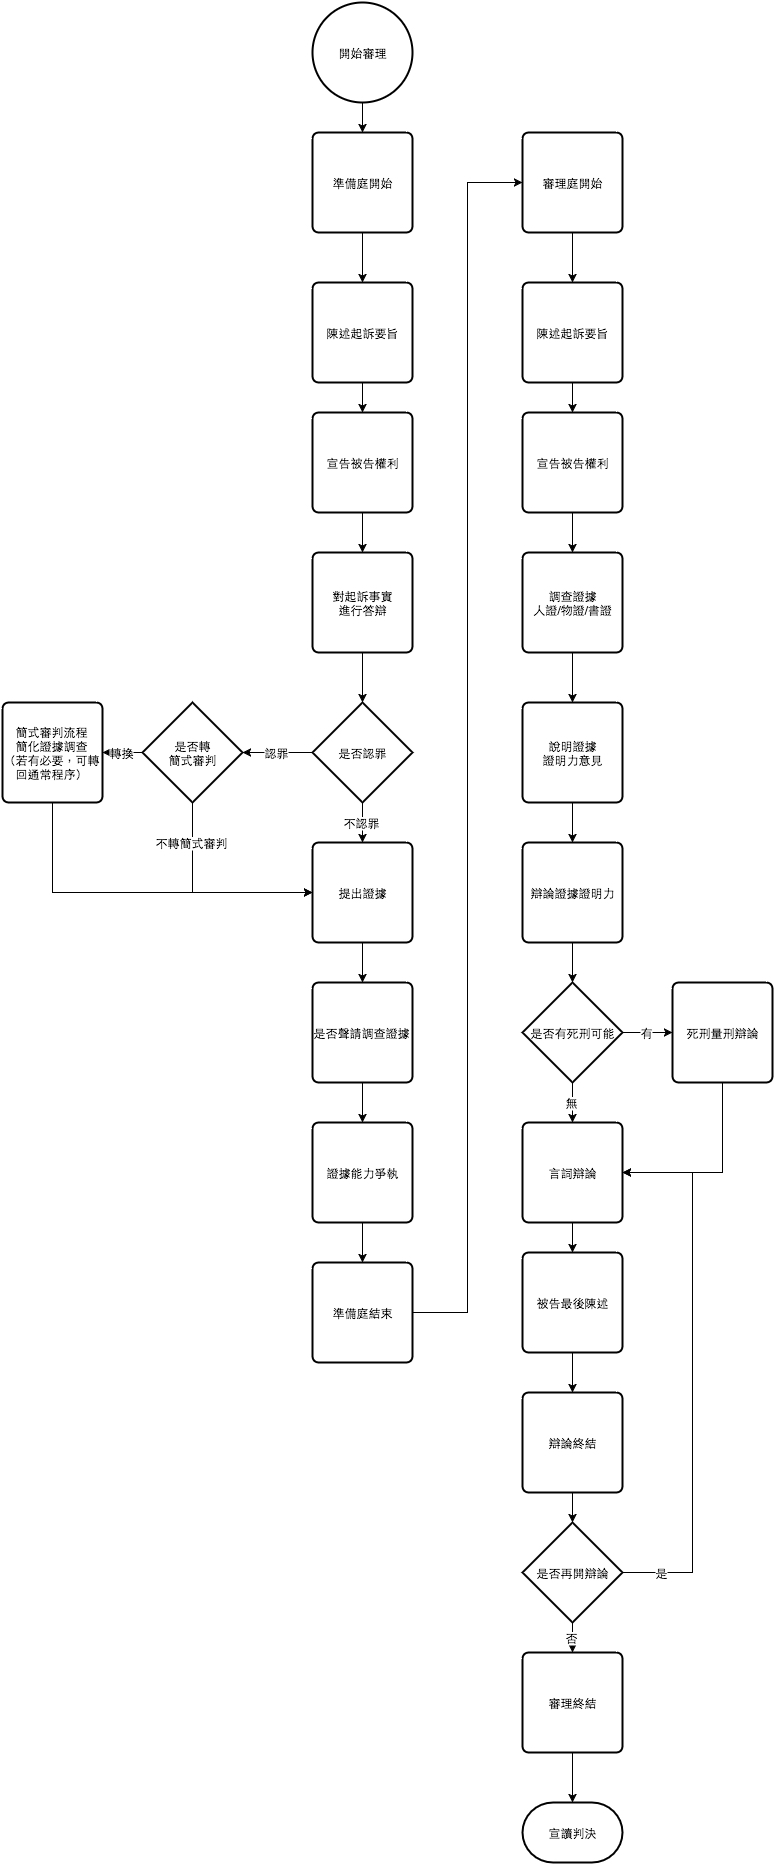 開始審理
準備庭開始
陳述起訴要旨
宣告被告權利
對起訴事實
進行答辯
是否認罪
認罪
是否轉
簡式審判
轉換
簡式審判流程
簡化證據調查
（若有必要，可轉
回通常程序）
不轉簡式審判
不認罪
提出證據
是否聲請調查證據
證據能力爭執
準備庭結束
審理庭開始
陳述起訴要旨
宣告被告權利
調查證據
人證/物證/書證
說明證據
證明力意見
辯論證據證明力
是否有死刑可能
有
死刑量刑辯論
無
言詞辯論
被告最後陳述
辯論終結
是否再開辯論
是
否
審理終結
宣讀判決